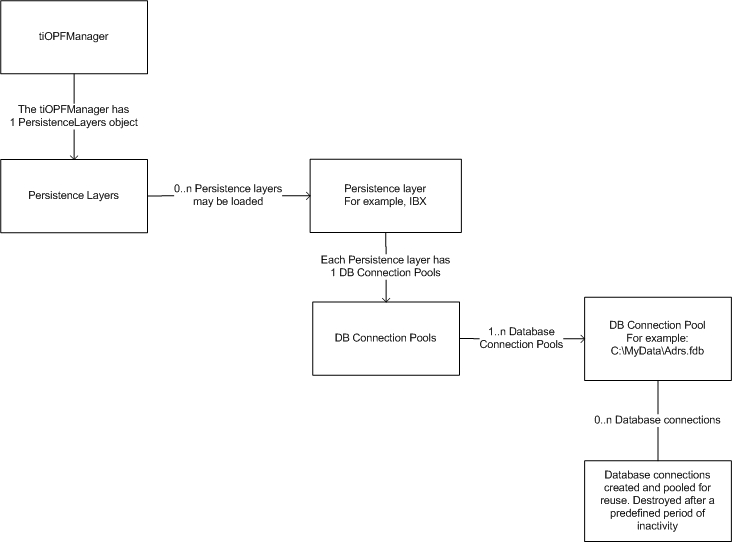 tiOPFManager
The tiOPFManager has
1 PersistenceLayers object
Persistence Layers
0..n Persistence layers
may be loaded
Persistence layer
For example, IBX
Each Persistence layer has
1 DB Connection Pools
DB Connection Pools
1..n Database
Connection Pools
DB Connection Pool
For example:
C:\MyData\Adrs.fdb
0..n Database connections
Database connections
created and pooled for
reuse. Destroyed after a
predefined period of
inactivity